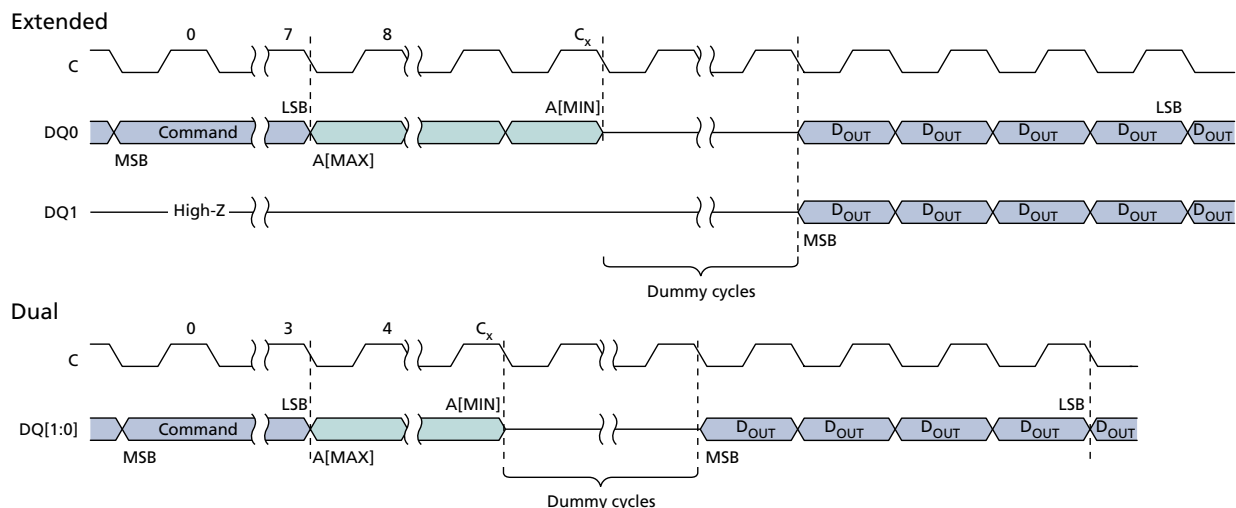 Extended
0 7 8 Cx
C
LSB A[MIN] LSB
DQ0 Command DOUT DOUT DOUT DOUT DOUT
MSB A[MAX]
DQ1 High-Z DOUT DOUT DOUT DOUT DOUT
MSB
Dummy cycles
Dual
0 3 4 Cx
C
LSB A[MIN] LSB
DQ[1:0] Command DOUT DOUT DOUT DOUT DOUT
MSB A[MAX] MSB
Dummy cycles